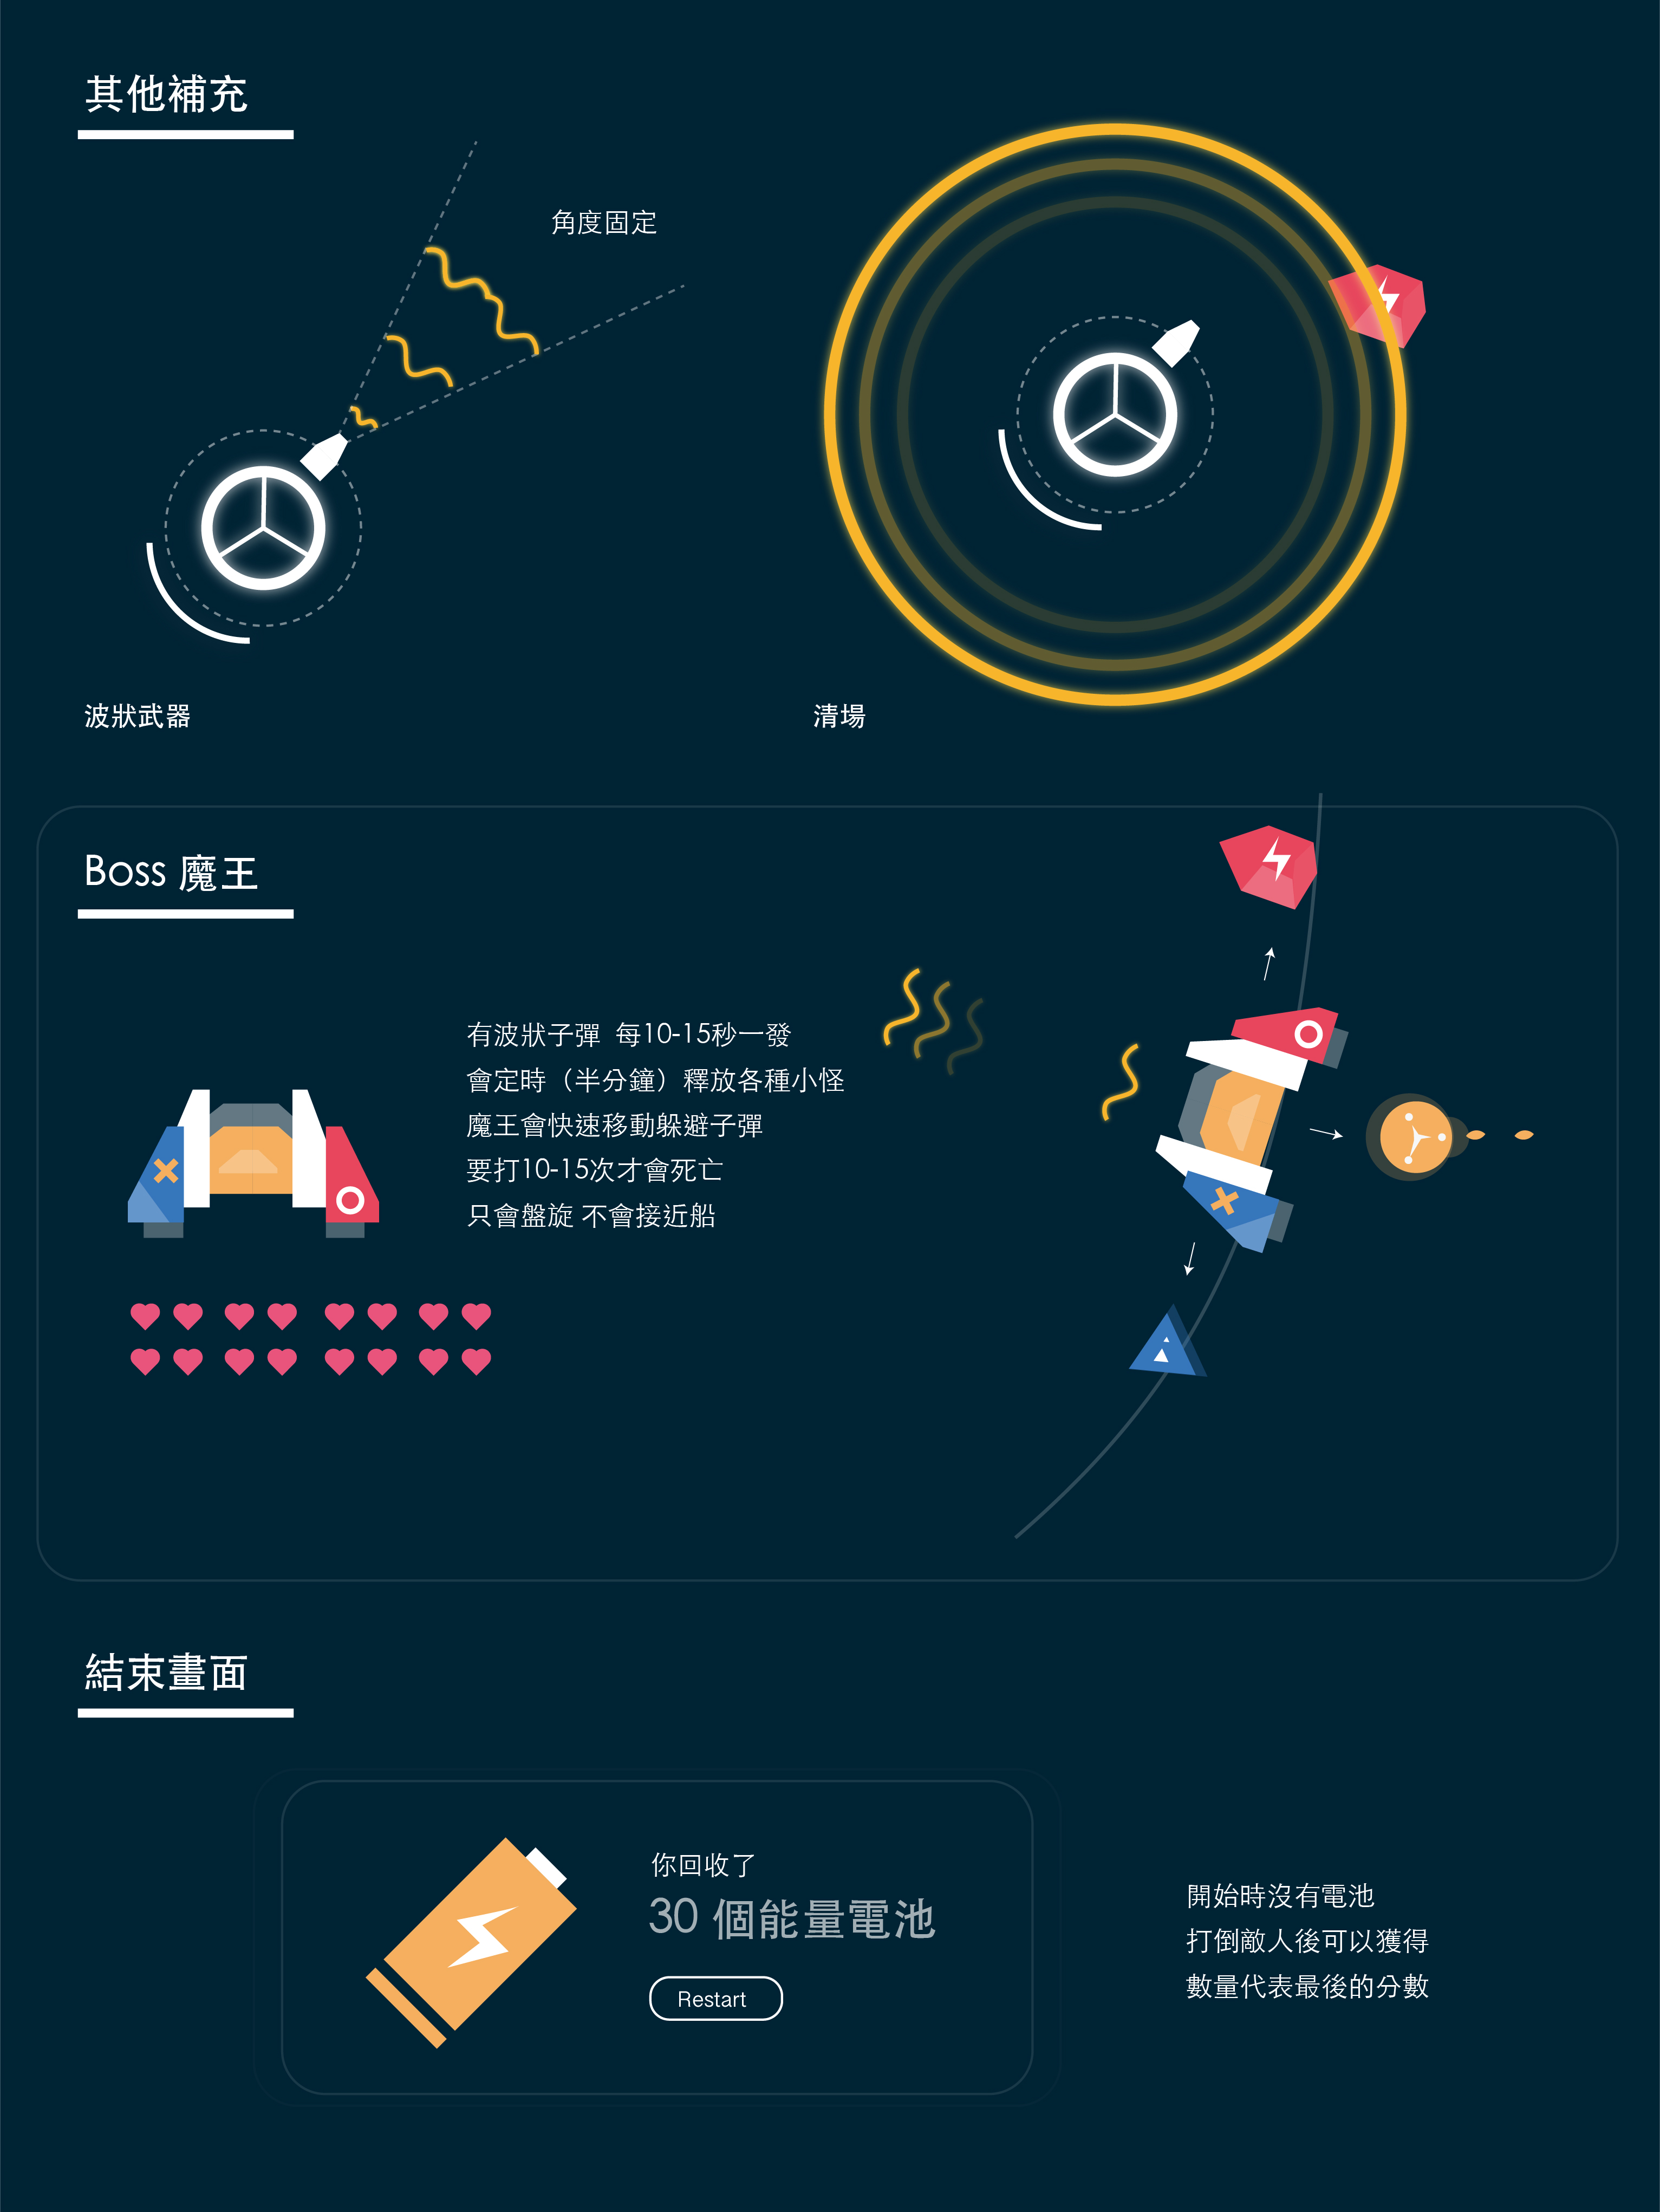 其他補充
角度固定
波狀武器
清場
Boss 魔王
有波狀子彈 每10-15秒一發
會定時（半分鐘）釋放各種小怪
魔王會快速移動躲避子彈
要打10-15次才會死亡
只會盤旋 不會接近船
結束畫面
你回收了
30 個能量電池
Restart
開始時沒有電池
打倒敵人後可以獲得
數量代表最後的分數